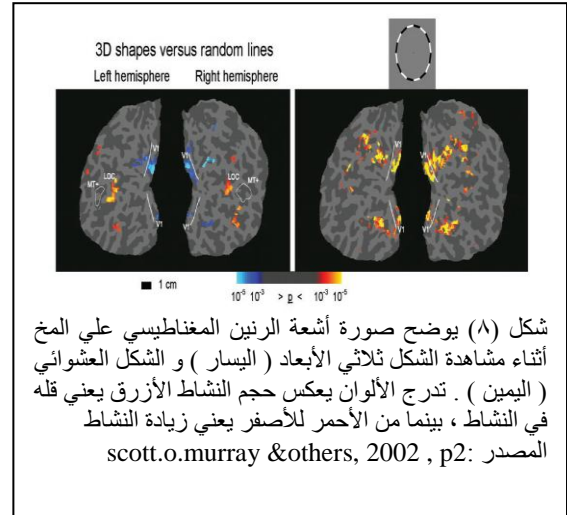 3D shapes versus random lines
Left hemisphere Right hemisphere
V1 V1 V1 V1
LOC LOC
MT+ MT+
V1 V1 V1 V1
1 cm
10⁻⁵ 10⁻³ > p < 10⁻³ 10⁻⁵
شكل (٨) يوضح صورة أشعة الرنين المغناطيسي علي المخ
أثناء مشاهدة الشكل ثلاثي الأبعاد ( اليسار ) و الشكل العشوائي
( اليمين ) . تدرج الألوان يعكس حجم النشاط الأزرق يعني قله
في النشاط ، بينما من الأحمر للأصفر يعني زيادة النشاط
المصدر :scott.o.murray &others, 2002 , p2